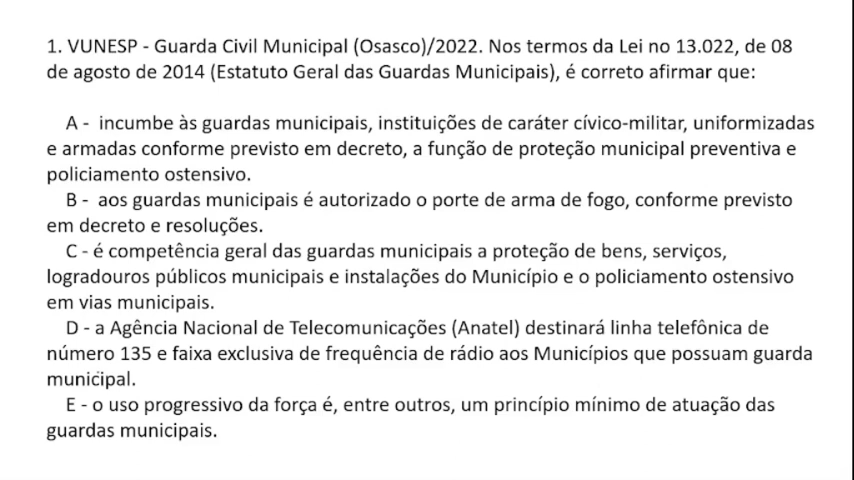 1. VUNESP - Guarda Civil Municipal (Osasco)/2022. Nos termos da Lei no 13.022, de 08
de agosto de 2014 (Estatuto Geral das Guardas Municipais), é correto afirmar que:
A - incumbe às guardas municipais, instituições de caráter cívico-militar, uniformizadas
e armadas conforme previsto em decreto, a função de proteção municipal preventiva e
policiamento ostensivo.
B - aos guardas municipais é autorizado o porte de arma de fogo, conforme previsto
em decreto e resoluções.
C - é competência geral das guardas municipais a proteção de bens, serviços,
logradouros públicos municipais e instalações do Município e o policiamento ostensivo
em vias municipais.
D - a Agência Nacional de Telecomunicações (Anatel) destinará linha telefônica de
número 135 e faixa exclusiva de frequência de rádio aos Municípios que possuam guarda
municipal.
E - o uso progressivo da força é, entre outros, um princípio mínimo de atuação das
guardas municipais.